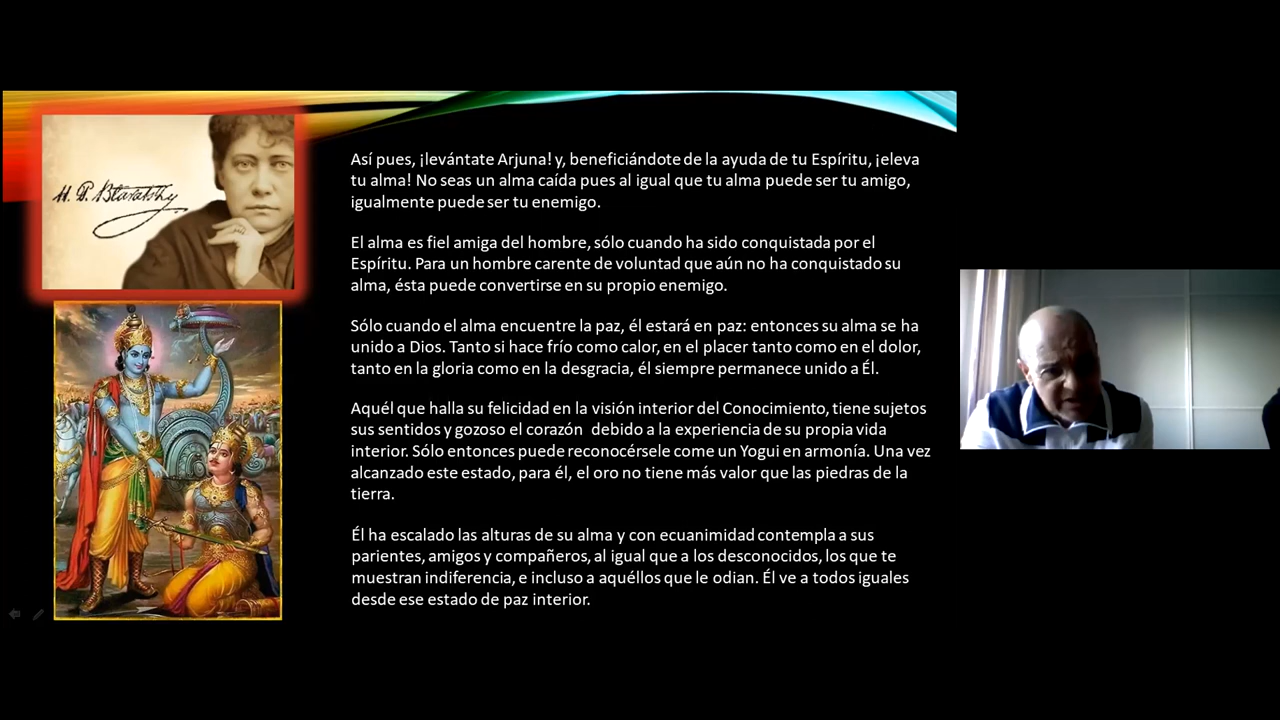 H. P. Blavatsky
Así pues, ¡levántate Arjuna! y, beneficiándote de la ayuda de tu Espíritu, ¡eleva
tu alma! No seas un alma caída pues al igual que tu alma puede ser tu amigo,
igualmente puede ser tu enemigo.
El alma es fiel amiga del hombre, sólo cuando ha sido conquistada por el
Espíritu. Para un hombre carente de voluntad que aún no ha conquistado su
alma, ésta puede convertirse en su propio enemigo.
Sólo cuando el alma encuentre la paz, él estará en paz: entonces su alma se ha
unido a Dios. Tanto si hace frío como calor, en el placer tanto como en el dolor,
tanto en la gloria como en la desgracia, él siempre permanece unido a Él.
Aquél que halla su felicidad en la visión interior del Conocimiento, tiene sujetos
sus sentidos y gozoso el corazón debido a la experiencia de su propia vida
interior. Sólo entonces puede reconocérsele come un Yogui en armonía. Una vez
alcanzado este estado, para él, el oro no tiene más valor que las piedras de la
tierra.
Él ha escalado las alturas de su alma y con ecuanimidad contempla a sus
parientes, amigos y compañeros, al igual que a los desconocidos, los que te
muestran indiferencia, e incluso a aquéllos que le odian. Él ve a todos iguales
desde ese estado de paz interior.